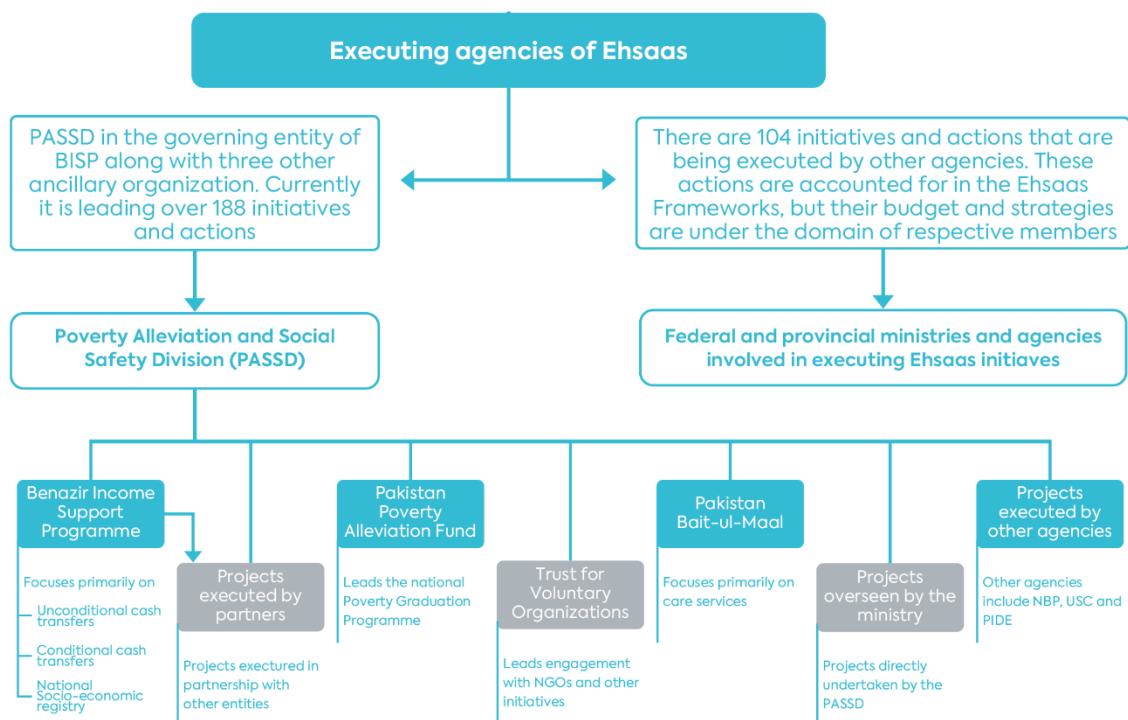 Executing agencies of Ehsaas
PASSD in the governing entity of
BISP along with three other
ancillary organization. Currently
it is leading over 188 initiatives
and actions
There are 104 initiatives and actions that are
being executed by other agencies. These
actions are accounted for in the Ehsaas
Frameworks, but their budget and strategies
are under the domain of respective members
Poverty Alleviation and Social
Safety Division (PASSD)
Federal and provincial ministries and agencies
involved in executing Ehsaas initiaves
Benazir Income
Support
Programme
Focuses primarily on
Unconditional cash
transfers
Conditional cash
transfers
National
Socio-economic
registry
Projects
executed by
partners
Projects exectured in
partnership with
other entities
Pakistan
Poverty
Alleviation Fund
Leads the national
Poverty Graduation
Programme
Trust for
Voluntary
Organizations
Leads engagement
with NGOs and other
initiatives
Pakistan
Bait-ul-Maal
Focuses primarily on
care services
Projects
overseen by the
ministry
Projects directly
undertaken by the
PASSD
Projects
executed by
other agencies
Other agencies
include NBP, USC and
PIDE